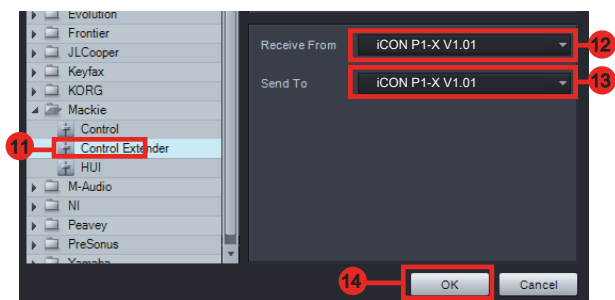 Evolution
Frontier
JLCooper
Keyfax
KORG
Mackie
Control
11
Control Extender
HUI
M-Audio
NI
Peavey
PreSonus
Yamaha
Receive From
iCON P1-X V1.01
12
Send To
iCON P1-X V1.01
13
14
OK
Cancel